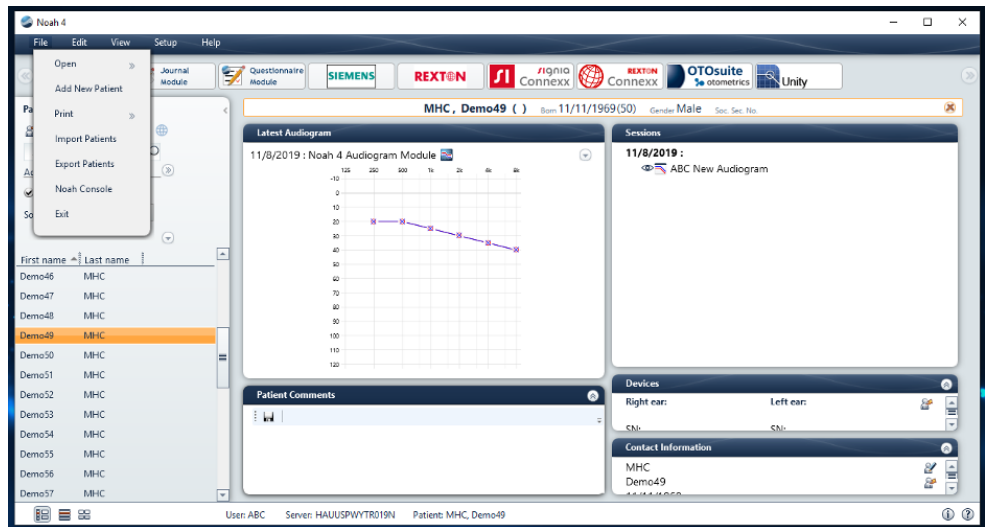 Noah 4
File Edit View Setup Help
Open
Add New Patient
Print
Import Patients
Export Patients
Noah Console
Exit
Journal Module
Questionnaire Module
SIEMENS
REXTON
signia Connexx
REXTON Connexx
OTOsuite otometrics
Unity
MHC , Demo49 ( ) Born 11/11/1969(50) Gender Male Soc. Sec. No.
Latest Audiogram
11/8/2019 : Noah 4 Audiogram Module
125 250 500 1k 2k 4k 8k
-10
0
10
20
30
40
50
60
70
80
90
100
110
120
Patient Comments
Sessions
11/8/2019 :
ABC New Audiogram
Devices
Right ear: Left ear:
SN: SN:
Contact Information
MHC
Demo49
First name Last name
Demo46 MHC
Demo47 MHC
Demo48 MHC
Demo49 MHC
Demo50 MHC
Demo51 MHC
Demo52 MHC
Demo53 MHC
Demo54 MHC
Demo55 MHC
Demo56 MHC
Demo57 MHC
User: ABC Server: HAUUSPWYTR019N Patient: MHC, Demo49